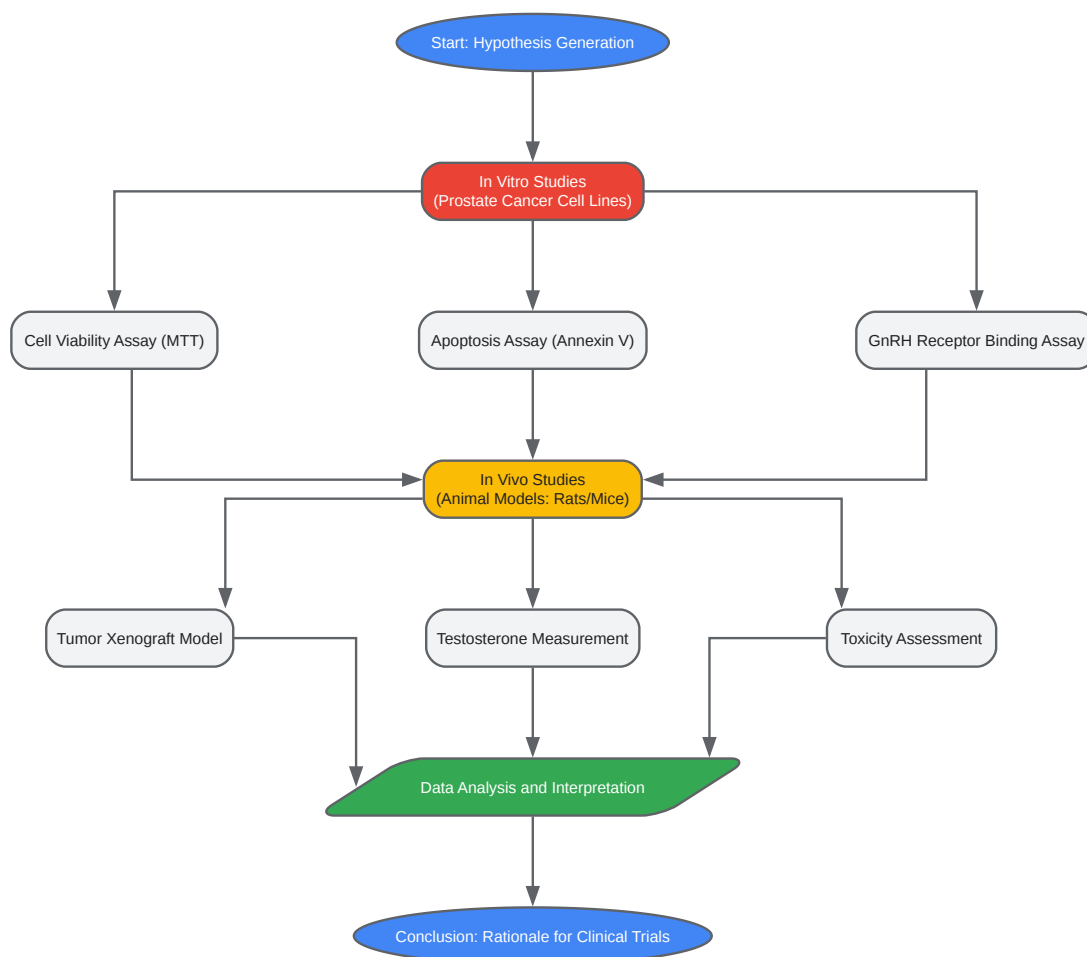 Start: Hypothesis Generation
In Vitro Studies
(Prostate Cancer Cell Lines)
Cell Viability Assay (MTT)
Apoptosis Assay (Annexin V)
GnRH Receptor Binding Assay
In Vivo Studies
(Animal Models: Rats/Mice)
Tumor Xenograft Model
Testosterone Measurement
Toxicity Assessment
Data Analysis and Interpretation
Conclusion: Rationale for Clinical Trials